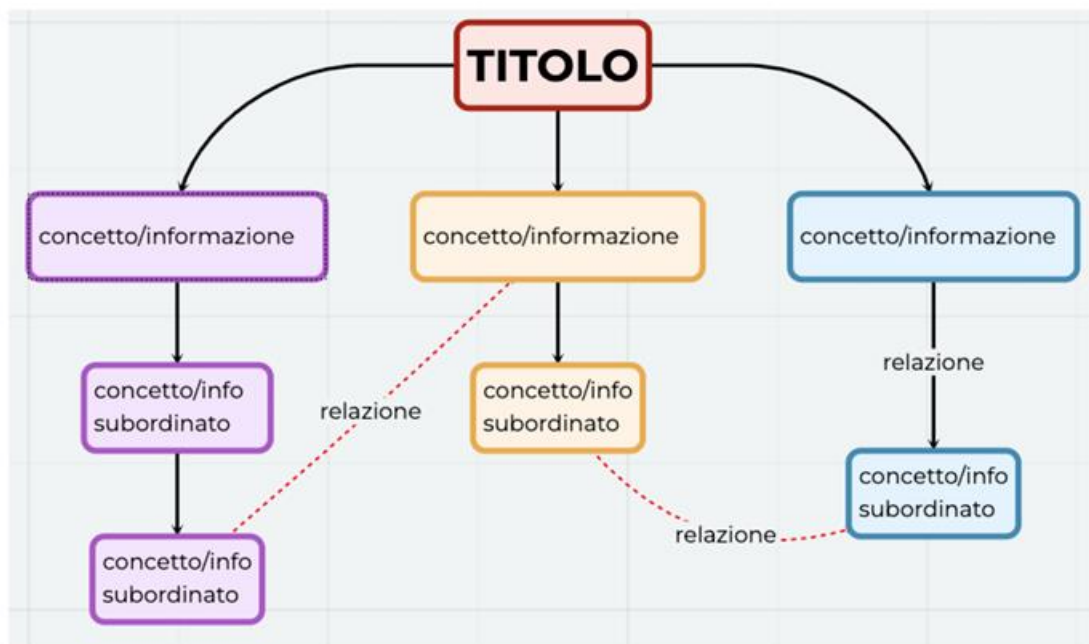 TITOLO
concetto/informazione
concetto/informazione
concetto/informazione
concetto/info
subordinato
relazione
concetto/info
subordinato
relazione
concetto/info
subordinato
relazione
concetto/info
subordinato